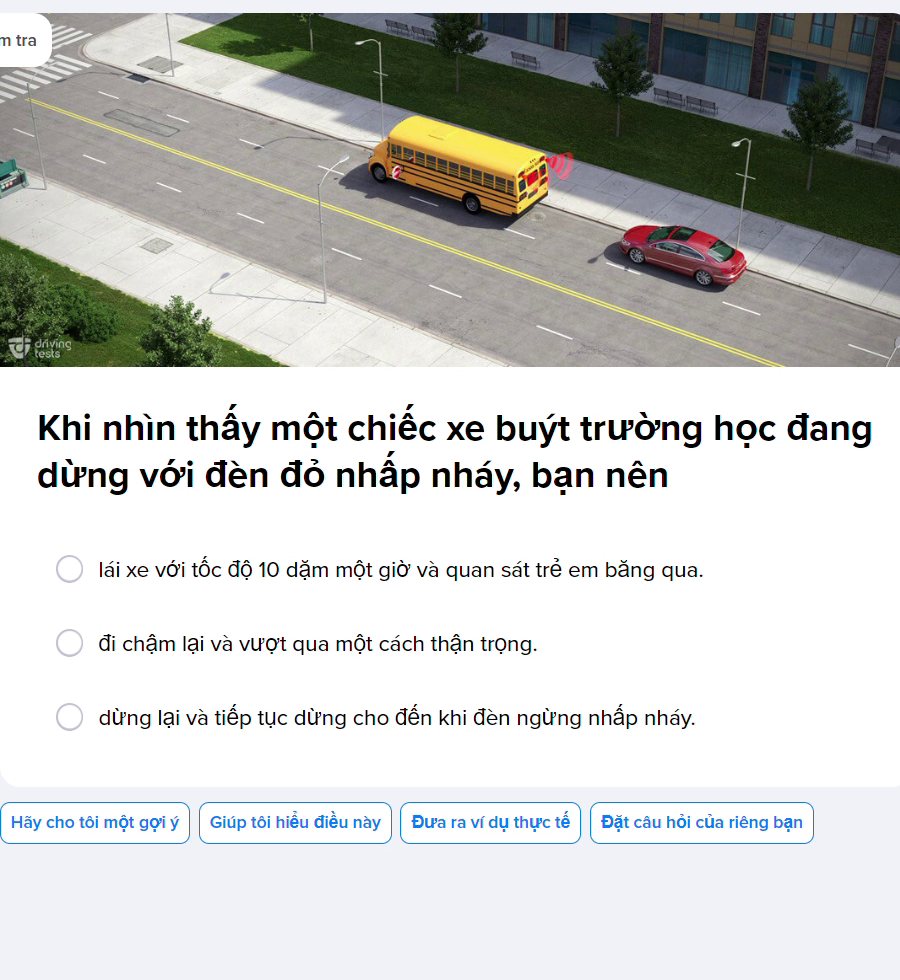 m tra
driving
tests
Khi nhìn thấy một chiếc xe buýt trường học đang
dừng với đèn đỏ nhấp nháy, bạn nên
lái xe với tốc độ 10 dặm một giờ và quan sát trẻ em băng qua.
đi chậm lại và vượt qua một cách thận trọng.
dừng lại và tiếp tục dừng cho đến khi đèn ngừng nhấp nháy.
Hãy cho tôi một gợi ý
Giúp tôi hiểu điều này
Đưa ra ví dụ thực tế
Đặt câu hỏi của riêng bạn